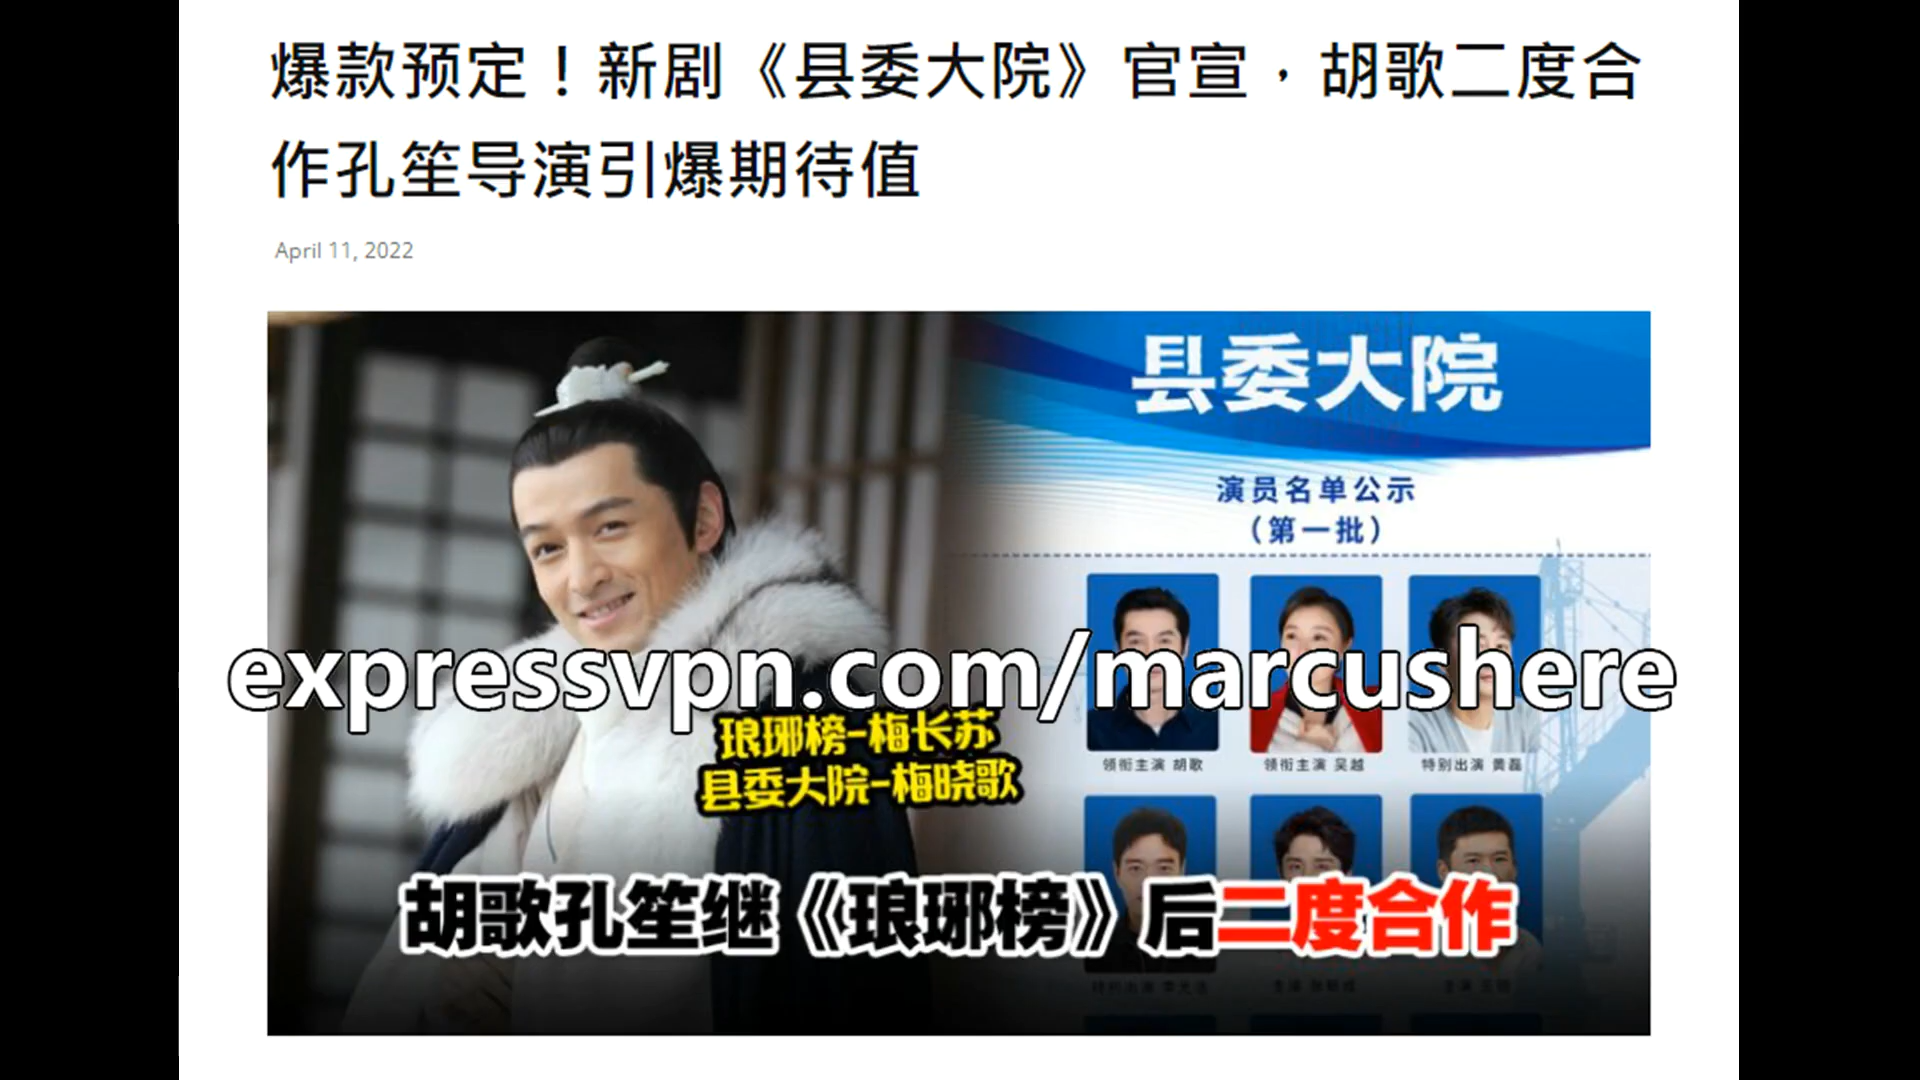 爆款预定！新剧《县委大院》官宣，胡歌二度合
作孔笙导演引爆期待值
April 11, 2022
县委大院
演员名单公示
（第一批）
expressvpn.com/marcushere
琅琊榜-梅长苏
县委大院-梅晓歌
领衔主演 胡歌
领衔主演 吴越
特别出演 黄磊
胡歌孔笙继《琅琊榜》后二度合作